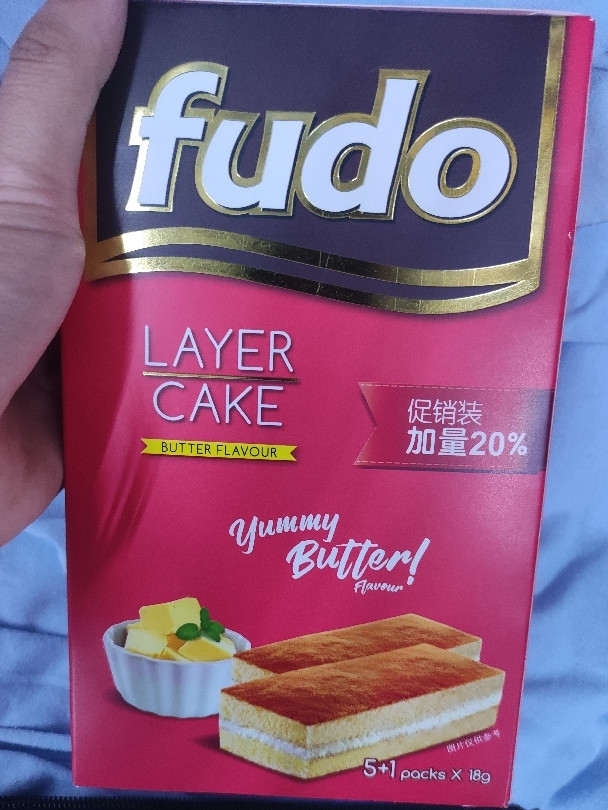 fudo
LAYER
CAKE
BUTTER FLAVOUR
促销装
加量20%
Yummy
Butter!
Flavour
图片仅供参考
5+1 packs X 18g